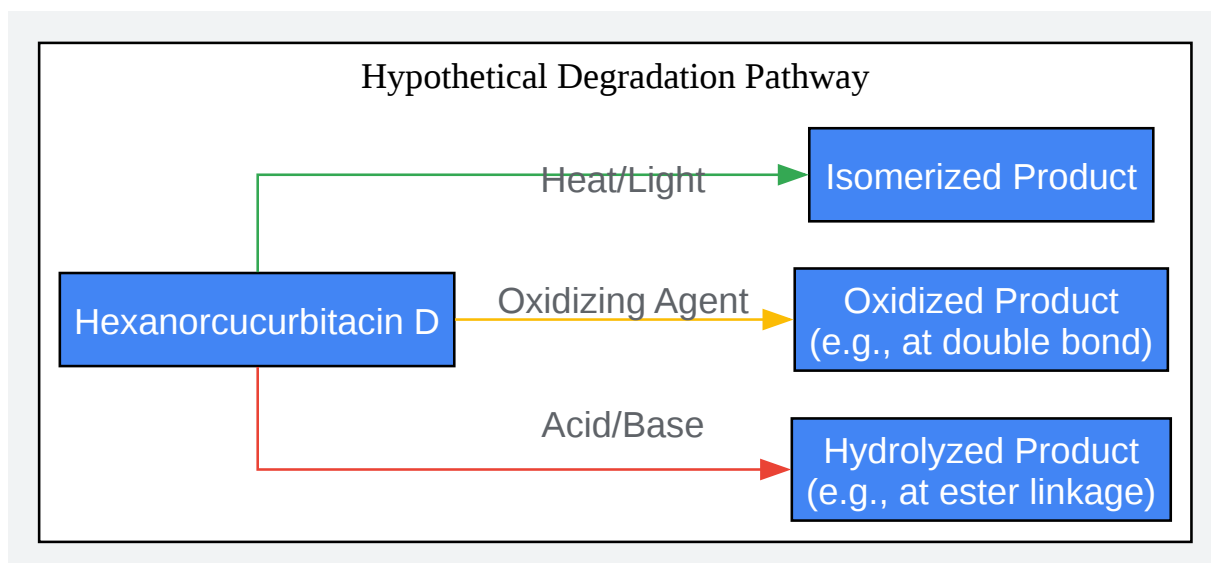 Hypothetical Degradation Pathway
Heat/Light
Isomerized Product
Hexanorcucurbitacin D
Oxidizing Agent
Oxidized Product
(e.g., at double bond)
Acid/Base
Hydrolyzed Product
(e.g., at ester linkage)